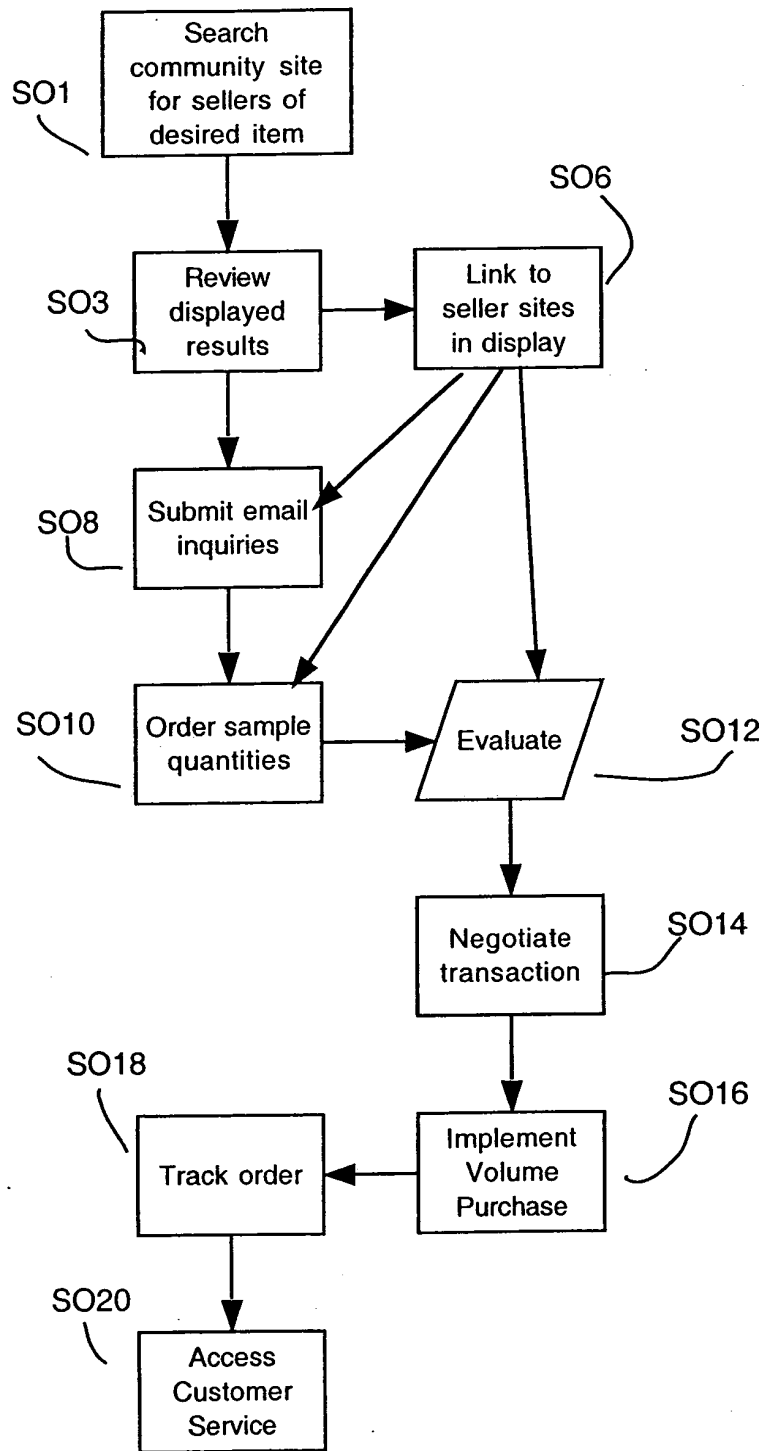 Search
community site
for sellers of
desired item
SO1
SO6
Review
displayed
results
SO3
Link to
seller sites
in display
Submit email
inquiries
SO8
Order sample
quantities
SO10
Evaluate
SO12
Negotiate
transaction
SO14
SO18
SO16
Track order
Implement
Volume
Purchase
SO20
Access
Customer
Service